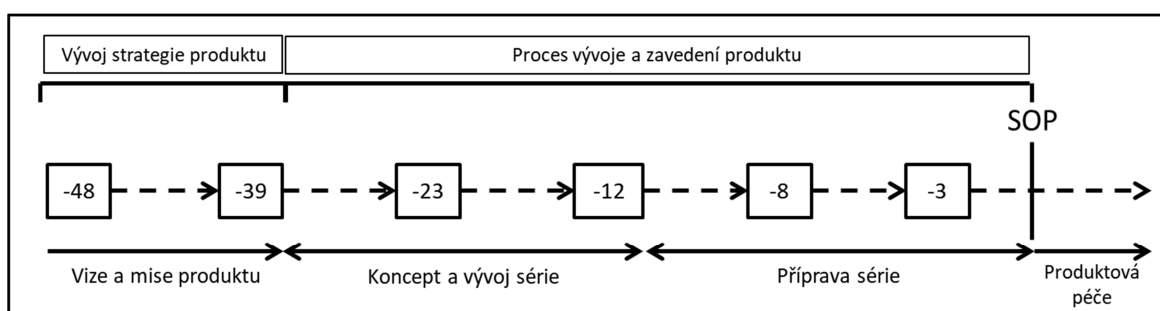 Vývoj strategie produktu
Proces vývoje a zavedení produktu
SOP
-48
-39
-23
-12
-8
-3
Vize a mise produktu
Koncept a vývoj série
Příprava série
Produktová
péče